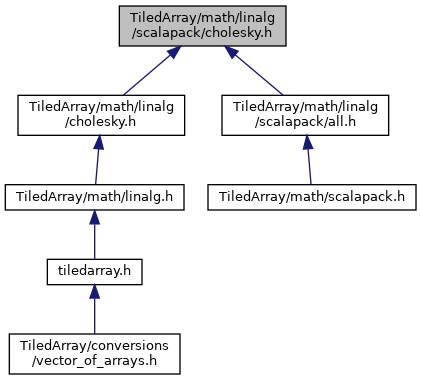 TiledArray/math/linalg
/scalapack/cholesky.h
TiledArray/math/linalg
/cholesky.h
TiledArray/math/linalg
/scalapack/all.h
TiledArray/math/linalg.h
TiledArray/math/scalapack.h
tiledarray.h
TiledArray/conversions
/vector_of_arrays.h